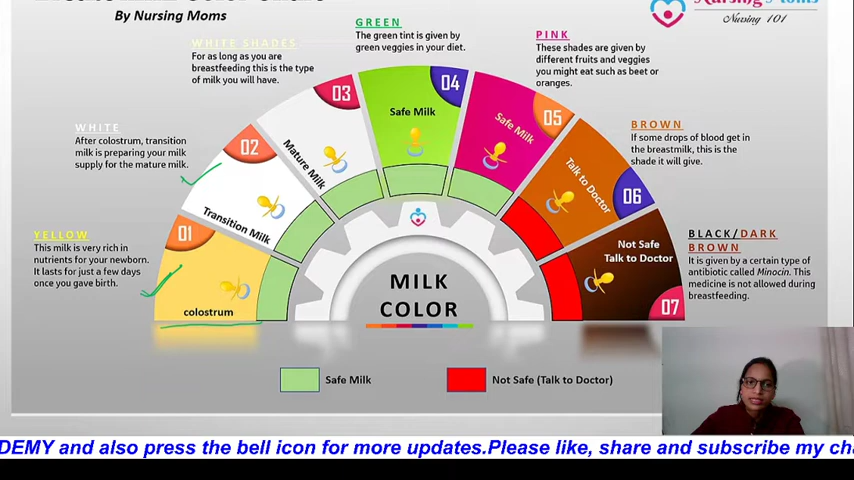 By Nursing Moms
Nursing 101
GREEN
The green tint is given by
green veggies in your diet.
WHITE SHADES
For as long as you are
breastfeeding this is the type
of milk you will have.
PINK
These shades are given by
different fruits and veggies
you might eat such as beet or
oranges.
WHITE
After colostrum, transition
milk is preparing your milk
supply for the mature milk.
BROWN
If some drops of blood get in
the breastmilk, this is the
shade it will give.
YELLOW
This milk is very rich in
nutrients for your newborn.
It lasts for just a few days
once you gave birth.
BLACK/DARK
BROWN
It is given by a certain type of
antibiotic called Minocin. This
medicine is not allowed during
breastfeeding.
01
colostrum
02
Transition Milk
03
Mature Milk
04
Safe Milk
05
Safe Milk
06
Talk to Doctor
07
Not Safe
Talk to Doctor
MILK
COLOR
Safe Milk
Not Safe (Talk to Doctor)
DEMY and also press the bell icon for more updates.Please like, share and subscribe my cha